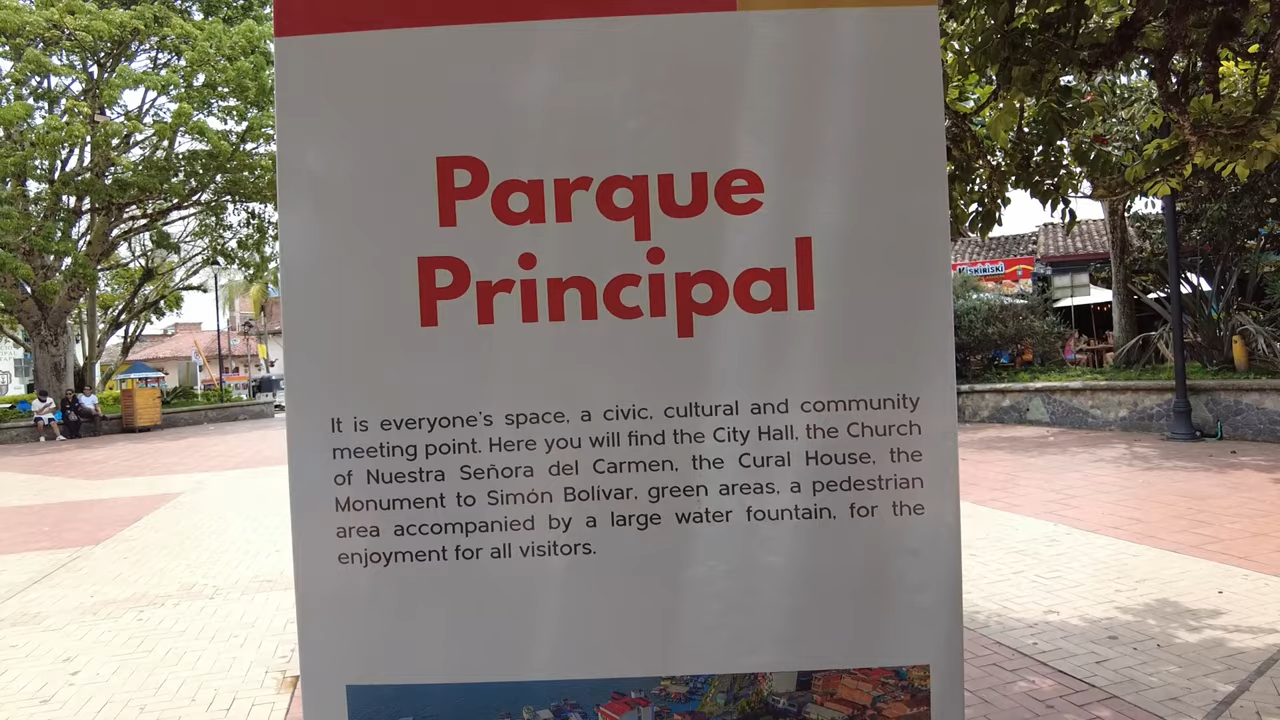 Parque
Principal
It is everyone's space, a civic, cultural and community
meeting point. Here you will find the City Hall, the Church
of Nuestra Señora del Carmen, the Cural House, the
Monument to Simón Bolívar, green areas, a pedestrian
area accompanied by a large water fountain, for the
enjoyment for all visitors.
KisKiRisKi